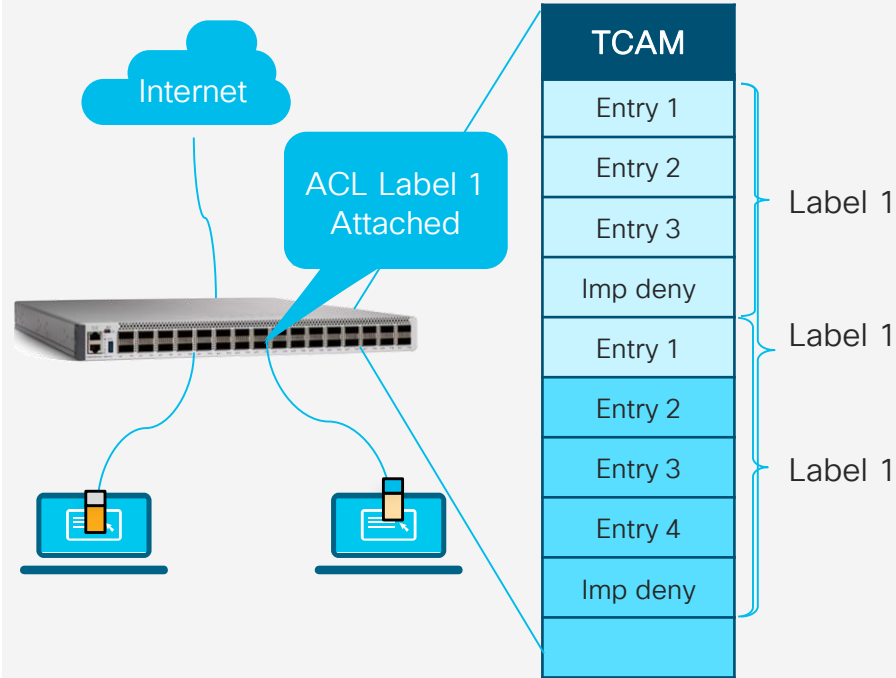 Internet
ACL Label 1
Attached
TCAM
Entry 1
Entry 2
Entry 3
Imp deny
Entry 1
Entry 2
Entry 3
Entry 4
Imp deny
Label 1
Label 1
Label 1